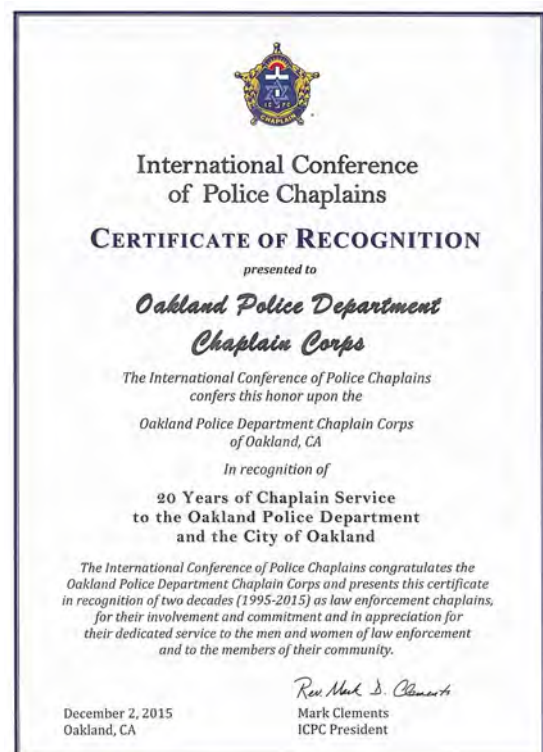 ICPC
CHAPLAIN
International Conference
of Police Chaplains
CERTIFICATE OF RECOGNITION
presented to
Oakland Police Department
Chaplain Corps
The International Conference of Police Chaplains
confers this honor upon the
Oakland Police Department Chaplain Corps
of Oakland, CA
In recognition of
20 Years of Chaplain Service
to the Oakland Police Department
and the City of Oakland
The International Conference of Police Chaplains congratulates the
Oakland Police Department Chaplain Corps and presents this certificate
in recognition of two decades (1995-2015) as law enforcement chaplains,
for their involvement and commitment and in appreciation for
their dedicated service to the men and women of law enforcement
and to the members of their community.
Rev. Mark D. Clements
December 2, 2015 Mark Clements
Oakland, CA ICPC President